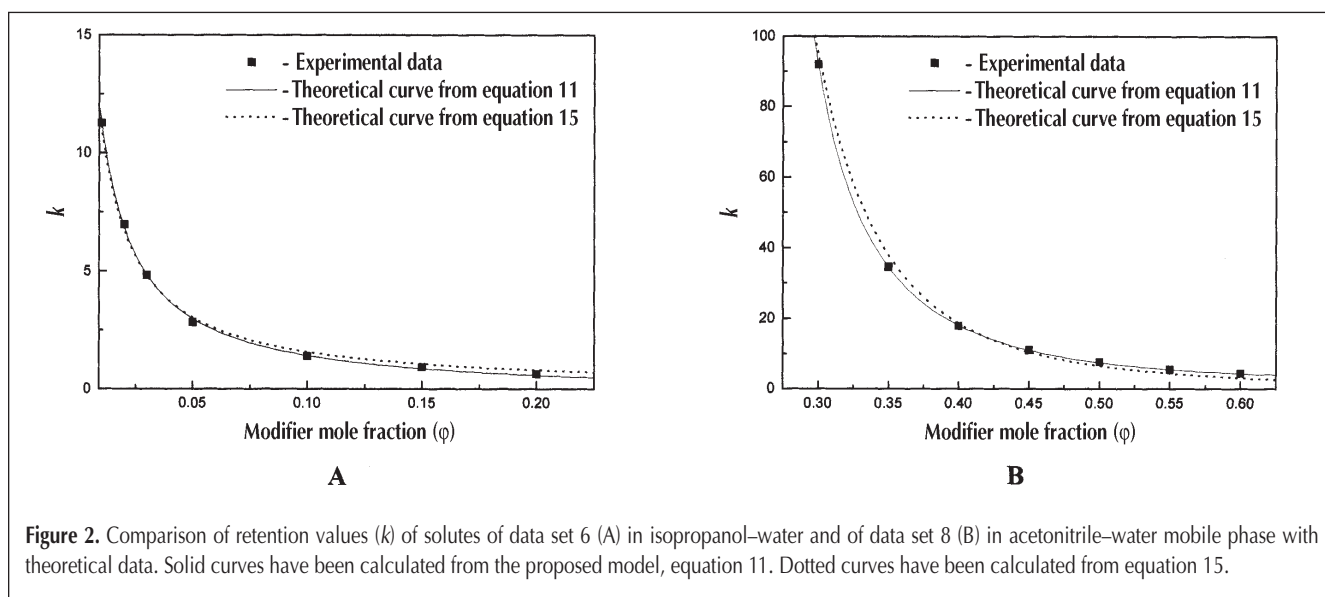 15
10
5
0
k
- Experimental data
- Theoretical curve from equation 11
- Theoretical curve from equation 15
0.05
0.10
0.15
0.20
Modifier mole fraction (φ)
A
100
80
60
40
20
0
k
- Experimental data
- Theoretical curve from equation 11
- Theoretical curve from equation 15
0.30
0.35
0.40
0.45
0.50
0.55
0.60
Modifier mole fraction (φ)
B
Figure 2. Comparison of retention values (k) of solutes of data set 6 (A) in isopropanol–water and of data set 8 (B) in acetonitrile–water mobile phase with
theoretical data. Solid curves have been calculated from the proposed model, equation 11. Dotted curves have been calculated from equation 15.